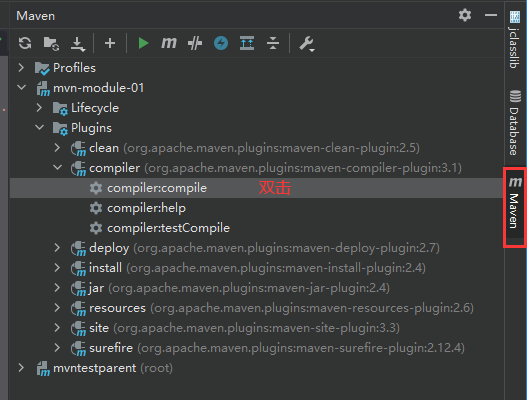 Maven
Profiles
mvn-module-01
Lifecycle
Plugins
clean (org.apache.maven.plugins:maven-clean-plugin:2.5)
compiler (org.apache.maven.plugins:maven-compiler-plugin:3.1)
compiler:compile 双击
compiler:help
compiler:testCompile
deploy (org.apache.maven.plugins:maven-deploy-plugin:2.7)
install (org.apache.maven.plugins:maven-install-plugin:2.4)
jar (org.apache.maven.plugins:maven-jar-plugin:2.4)
resources (org.apache.maven.plugins:maven-resources-plugin:2.6)
site (org.apache.maven.plugins:maven-site-plugin:3.3)
surefire (org.apache.maven.plugins:maven-surefire-plugin:2.12.4)
mvntestparent (root)
jclasslib
Database
Maven